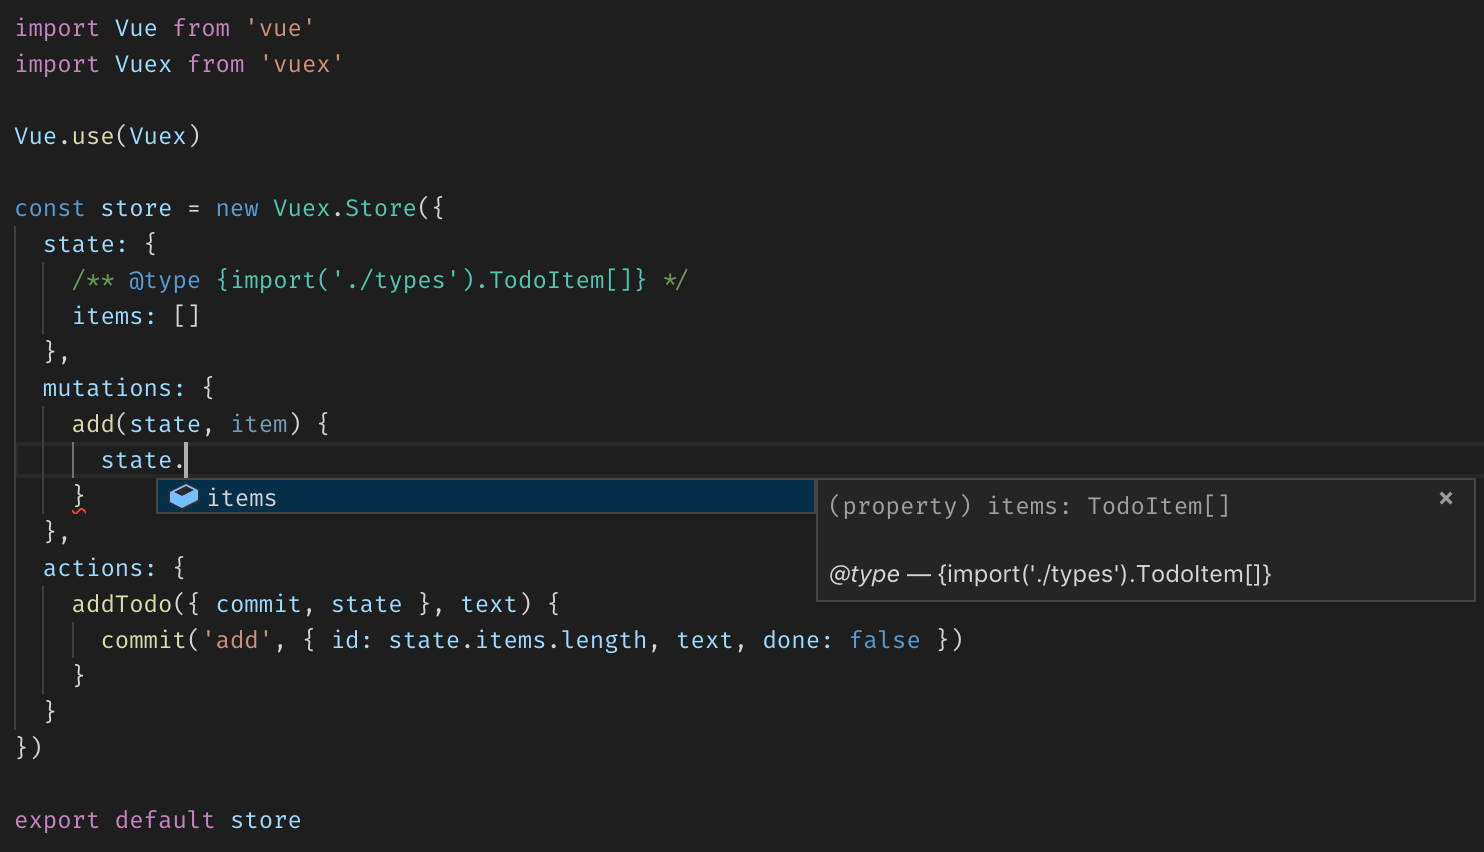 import Vue from 'vue'
import Vuex from 'vuex'
Vue.use(Vuex)
const store = new Vuex.Store({
state: {
/** @type {import('./types').TodoItem[]} */
items: []
},
mutations: {
add(state, item) {
state.
}
items
(property) items: TodoItem[]
×
@type — {import('./types').TodoItem[]}
},
actions: {
addTodo({ commit, state }, text) {
commit('add', { id: state.items.length, text, done: false })
}
}
})
export default store